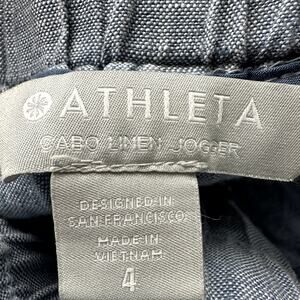 ATHLETA
CABO LINEN JOGGER
DESIGNED IN
SAN FRANCISCO
MADE IN
VIETNAM
4